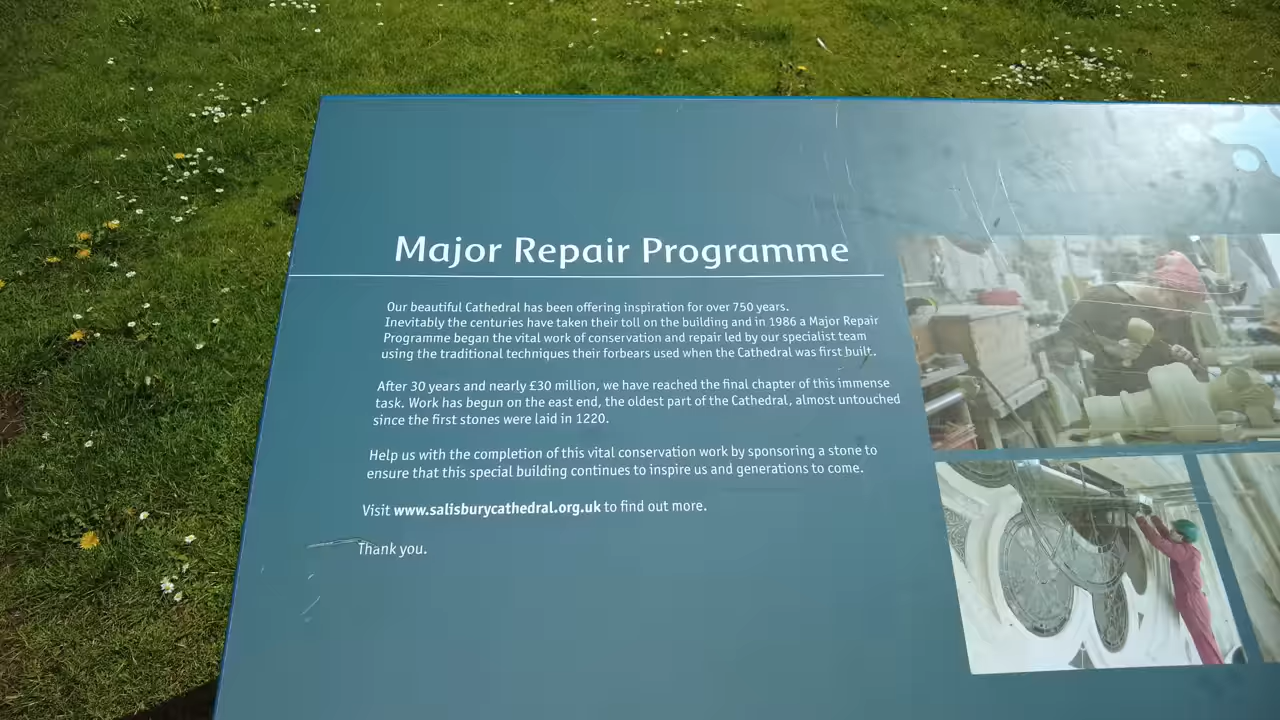 Major Repair Programme
Our beautiful Cathedral has been offering inspiration for over 750 years.
Inevitably the centuries have taken their toll on the building and in 1986 a Major Repair
Programme began the vital work of conservation and repair led by our specialist team
using the traditional techniques their forbears used when the Cathedral was first built.
After 30 years and nearly £30 million, we have reached the final chapter of this immense
task. Work has begun on the east end, the oldest part of the Cathedral, almost untouched
since the first stones were laid in 1220.
Help us with the completion of this vital conservation work by sponsoring a stone to
ensure that this special building continues to inspire us and generations to come.
Visit www.salisburycathedral.org.uk to find out more.
Thank you.